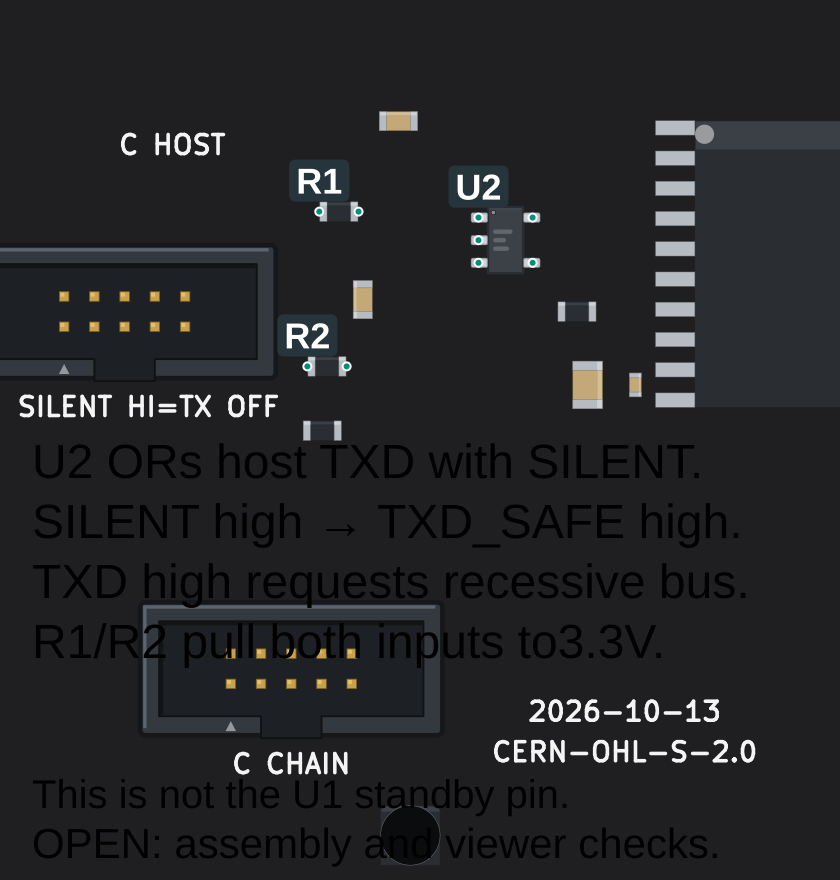 C HOST
R1
U2
R2
SILENT HI=TX OFF
U2 ORs host TXD with SILENT.
SILENT high → TXD_SAFE high.
TXD high requests recessive bus.
R1/R2 pull both inputs to3.3V.
2026-10-13
CERN-OHL-S-2.0
C CHAIN
This is not the U1 standby pin.
OPEN: assembly and viewer checks.